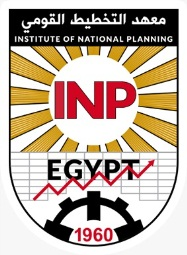 معهد التخطيط القومي
INSTITUTE OF NATIONAL PLANNING
INP
EGYPT
1960